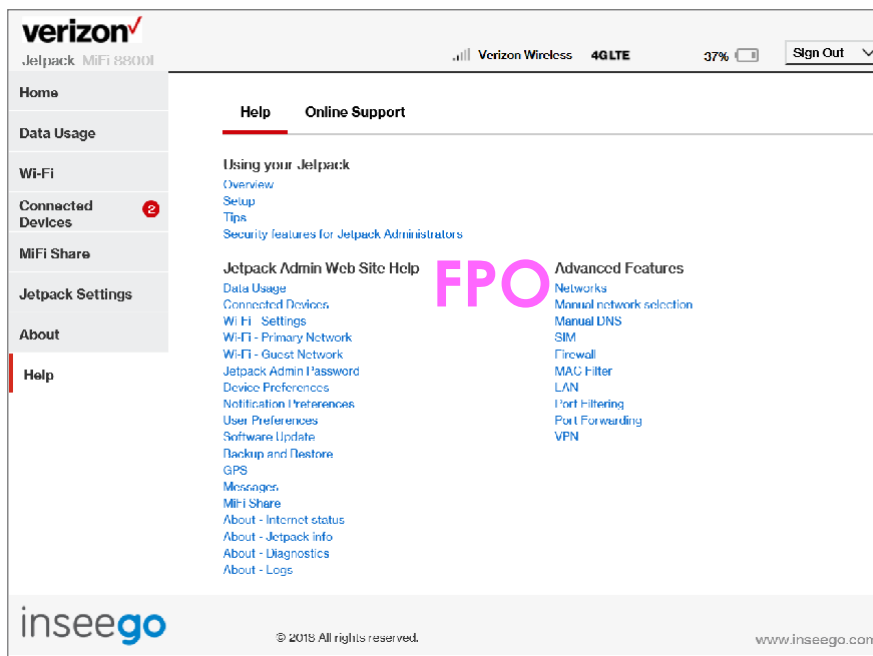 verizon
Jetpack MiFi 8800l
Verizon Wireless 4G LTE 37% Sign Out
Home
Data Usage
Wi-Fi
Connected Devices 2
MiFi Share
Jetpack Settings
About
Help
Help Online Support
Using your Jetpack
Overview
Setup
Tips
Security features for Jetpack Administrators
Jetpack Admin Web Site Help
Data Usage
Connected Devices
Wi-Fi - Settings
Wi-Fi - Primary Network
Wi-Fi - Guest Network
Jetpack Admin Password
Device Preferences
Notification Preferences
User Preferences
Software Update
Backup and Restore
GPS
Messages
MiFi Share
About - Internet status
About - Jetpack info
About - Diagnostics
About - Logs
FPO
Advanced Features
Networks
Manual network selection
Manual DNS
SIM
Firewall
MAC Filter
LAN
Port Filtering
Port Forwarding
VPN
inseego
© 2018 All rights reserved.
www.inseego.com